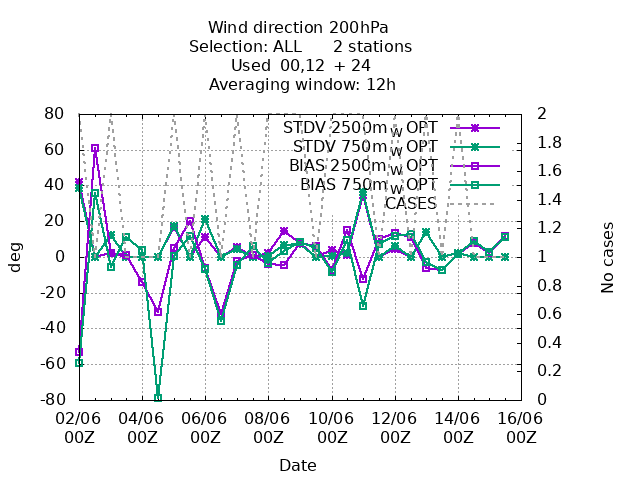 Wind direction 200hPa
Selection: ALL 2 stations
Used 00,12 + 24
Averaging window: 12h
80 2
60 1.8
40 1.6
20 1.4
0 1.2
-20 1
-40 0.8
-60 0.6
-80 0.4
0.2
0
STDV 2500m W OPT
STDV 750m W OPT
BIAS 2500m W OPT
BIAS 750m W OPT
CASES
deg
No cases
02/06 04/06 06/06 08/06 10/06 12/06 14/06 16/06
00Z 00Z 00Z 00Z 00Z 00Z 00Z 00Z
Date